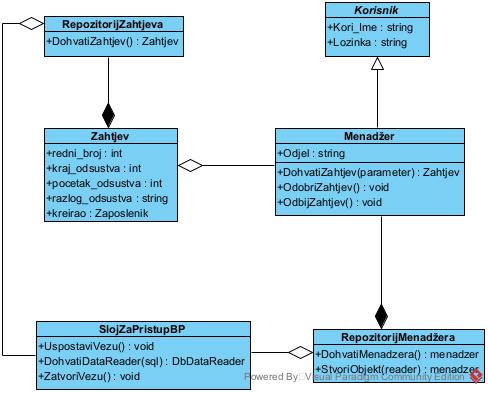 RepozitorijZahtjeva
+DohvatiZahtjev() : Zahtjev
Korisnik
+Kori_Ime : string
+Lozinka : string
Zahtjev
+redni_broj : int
+kraj_odsustva : int
+pocetak_odsustva : int
+razlog_odsustva : string
+kreirao : Zaposlenik
Menadžer
+Odjel : string
+DohvatiZahtjev(parameter) : Zahtjev
+OdobriZahtjev() : void
+OdbijZahtjev() : void
SlojZaPristupBP
+UspostaviVezu() : void
+DohvatiDataReader(sql) : DbDataReader
+ZatvoriVezu() : void
RepozitorijMenadžera
+DohvatiMenadzera() : menadzer
+StvoriObjekt(reader) : menadzer
Powered By Visual Paradigm Community Edition